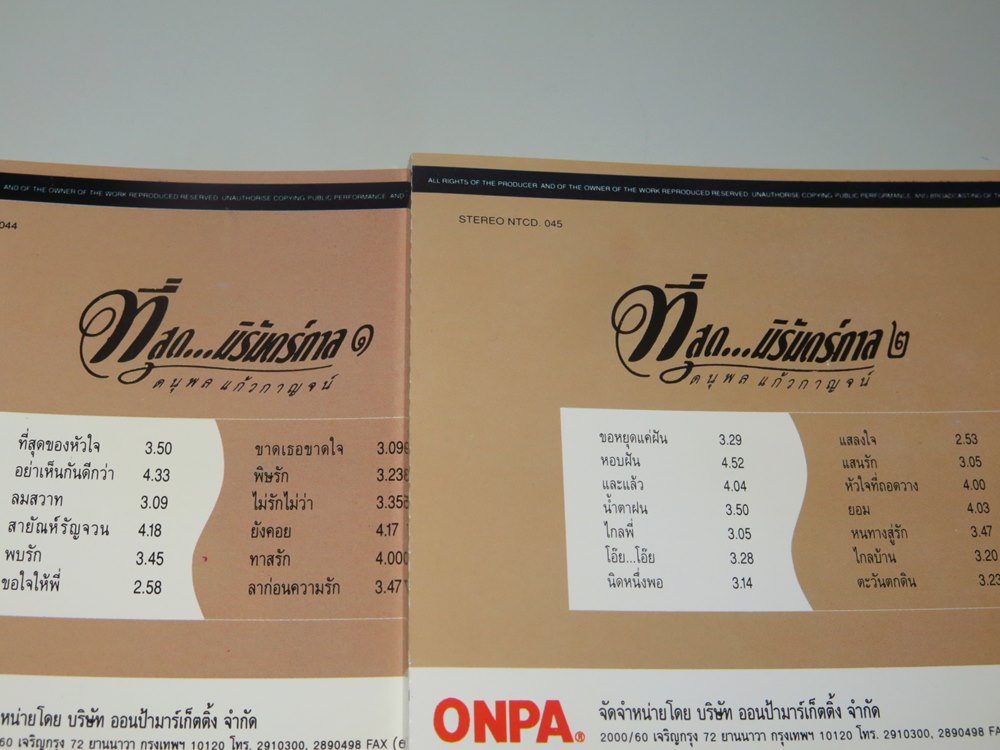 AND OF THE OWNER OF THE WORK REPRODUCED RESERVED. UNAUTHORISE COPYING PUBLIC PERFORMANCE AND
044
ที่สุด...นิรันดร์กาล ๑
ดนุพล แก้วกาญจน์
ที่สุดของหัวใจ 3.50
อย่าเห็นกันดีกว่า 4.33
ลมสวาท 3.09
สายัณห์รัญจวน 4.18
พบรัก 3.45
ขอใจให้พี่ 2.58
ขาดเธอขาดใจ 3.09
พิษรัก 3.23
ไม่รักไม่ว่า 3.35
ยังคอย 4.17
ทาสรัก 4.00
ลาก่อนความรัก 3.47
หน่ายโดย บริษัท ออนป้ามาร์เก็ตติ้ง จำกัด
60 เจริญกรุง 72 ยานนาวา กรุงเทพฯ 10120 โทร. 2910300, 2890498 FAX (6
ALL RIGHTS OF THE PRODUCER AND OF THE OWNER OF THE WORK REPRODUCED RESERVED. UNAUTHORISE COPYING PUBLIC PERFORMANCE AND BROADCASTING OF
STEREO NTCD. 045
ที่สุด...นิรันดร์กาล ๒
ดนุพล แก้วกาญจน์
ขอหยุดแค่ฝัน 3.29
หอบฝัน 4.52
และแล้ว 4.04
น้ำตาฝน 3.50
ไกลพี่ 3.05
โอ๊ย...โอ๊ย 3.28
นิดหนึ่งพอ 3.14
แสลงใจ 2.53
แสนรัก 3.05
หัวใจที่ถอดวาง 4.00
ยอม 4.03
หนทางสู่รัก 3.47
ไกลบ้าน 3.20
ตะวันตกดิน 3.23
ONPA®
จัดจำหน่ายโดย บริษัท ออนป้ามาร์เก็ตติ้ง จำกัด
2000/60 เจริญกรุง 72 ยานนาวา กรุงเทพฯ 10120 โทร. 2910300, 2890498 FAX